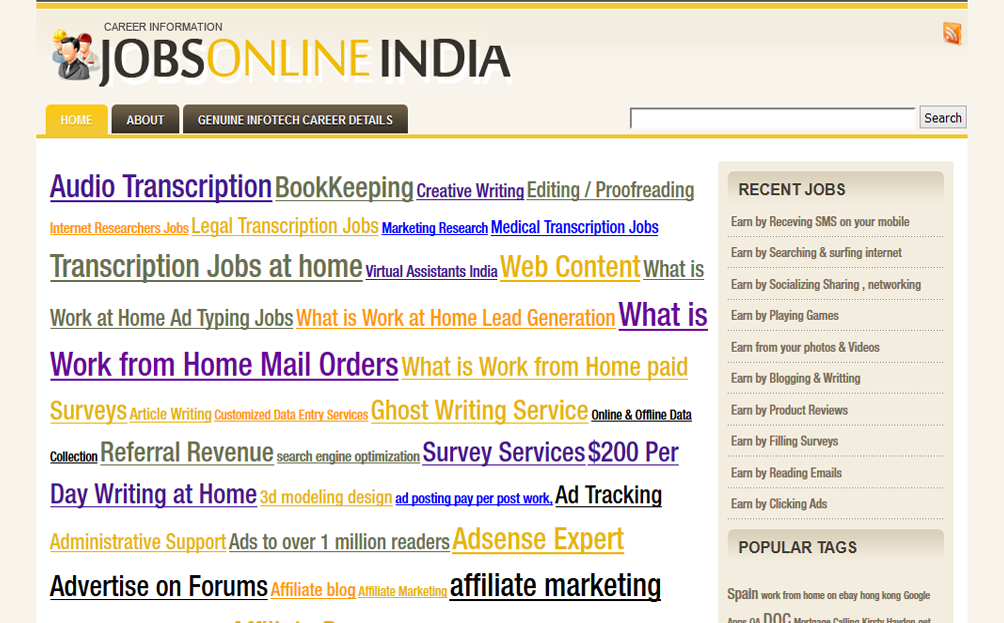 CAREER INFORMATION
JOBSONLINE INDIA
HOME ABOUT GENUINE INFOTECH CAREER DETAILS Search
Audio Transcription BookKeeping Creative Writing Editing / Proofreading
Internet Researchers Jobs Legal Transcription Jobs Marketing Research Medical Transcription Jobs
Transcription Jobs at home Virtual Assistants India Web Content What is
Work at Home Ad Typing Jobs What is Work at Home Lead Generation What is
Work from Home Mail Orders What is Work from Home paid
Surveys Article Writing Customized Data Entry Services Ghost Writing Service Online & Offline Data
Collection Referral Revenue search engine optimization Survey Services $200 Per
Day Writing at Home 3d modeling design ad posting pay per post work, Ad Tracking
Administrative Support Ads to over 1 million readers Adsense Expert
Advertise on Forums Affiliate blog Affiliate Marketing affiliate marketing
RECENT JOBS
Earn by Receving SMS on your mobile
Earn by Searching & surfing internet
Earn by Socializing Sharing , networking
Earn by Playing Games
Earn from your photos & Videos
Earn by Blogging & Writting
Earn by Product Reviews
Earn by Filling Surveys
Earn by Reading Emails
Earn by Clicking Ads
POPULAR TAGS
Spain work from home on ebay hong kong Google
Apps QA DOC Mortgage Calling Kirsty Haydon get